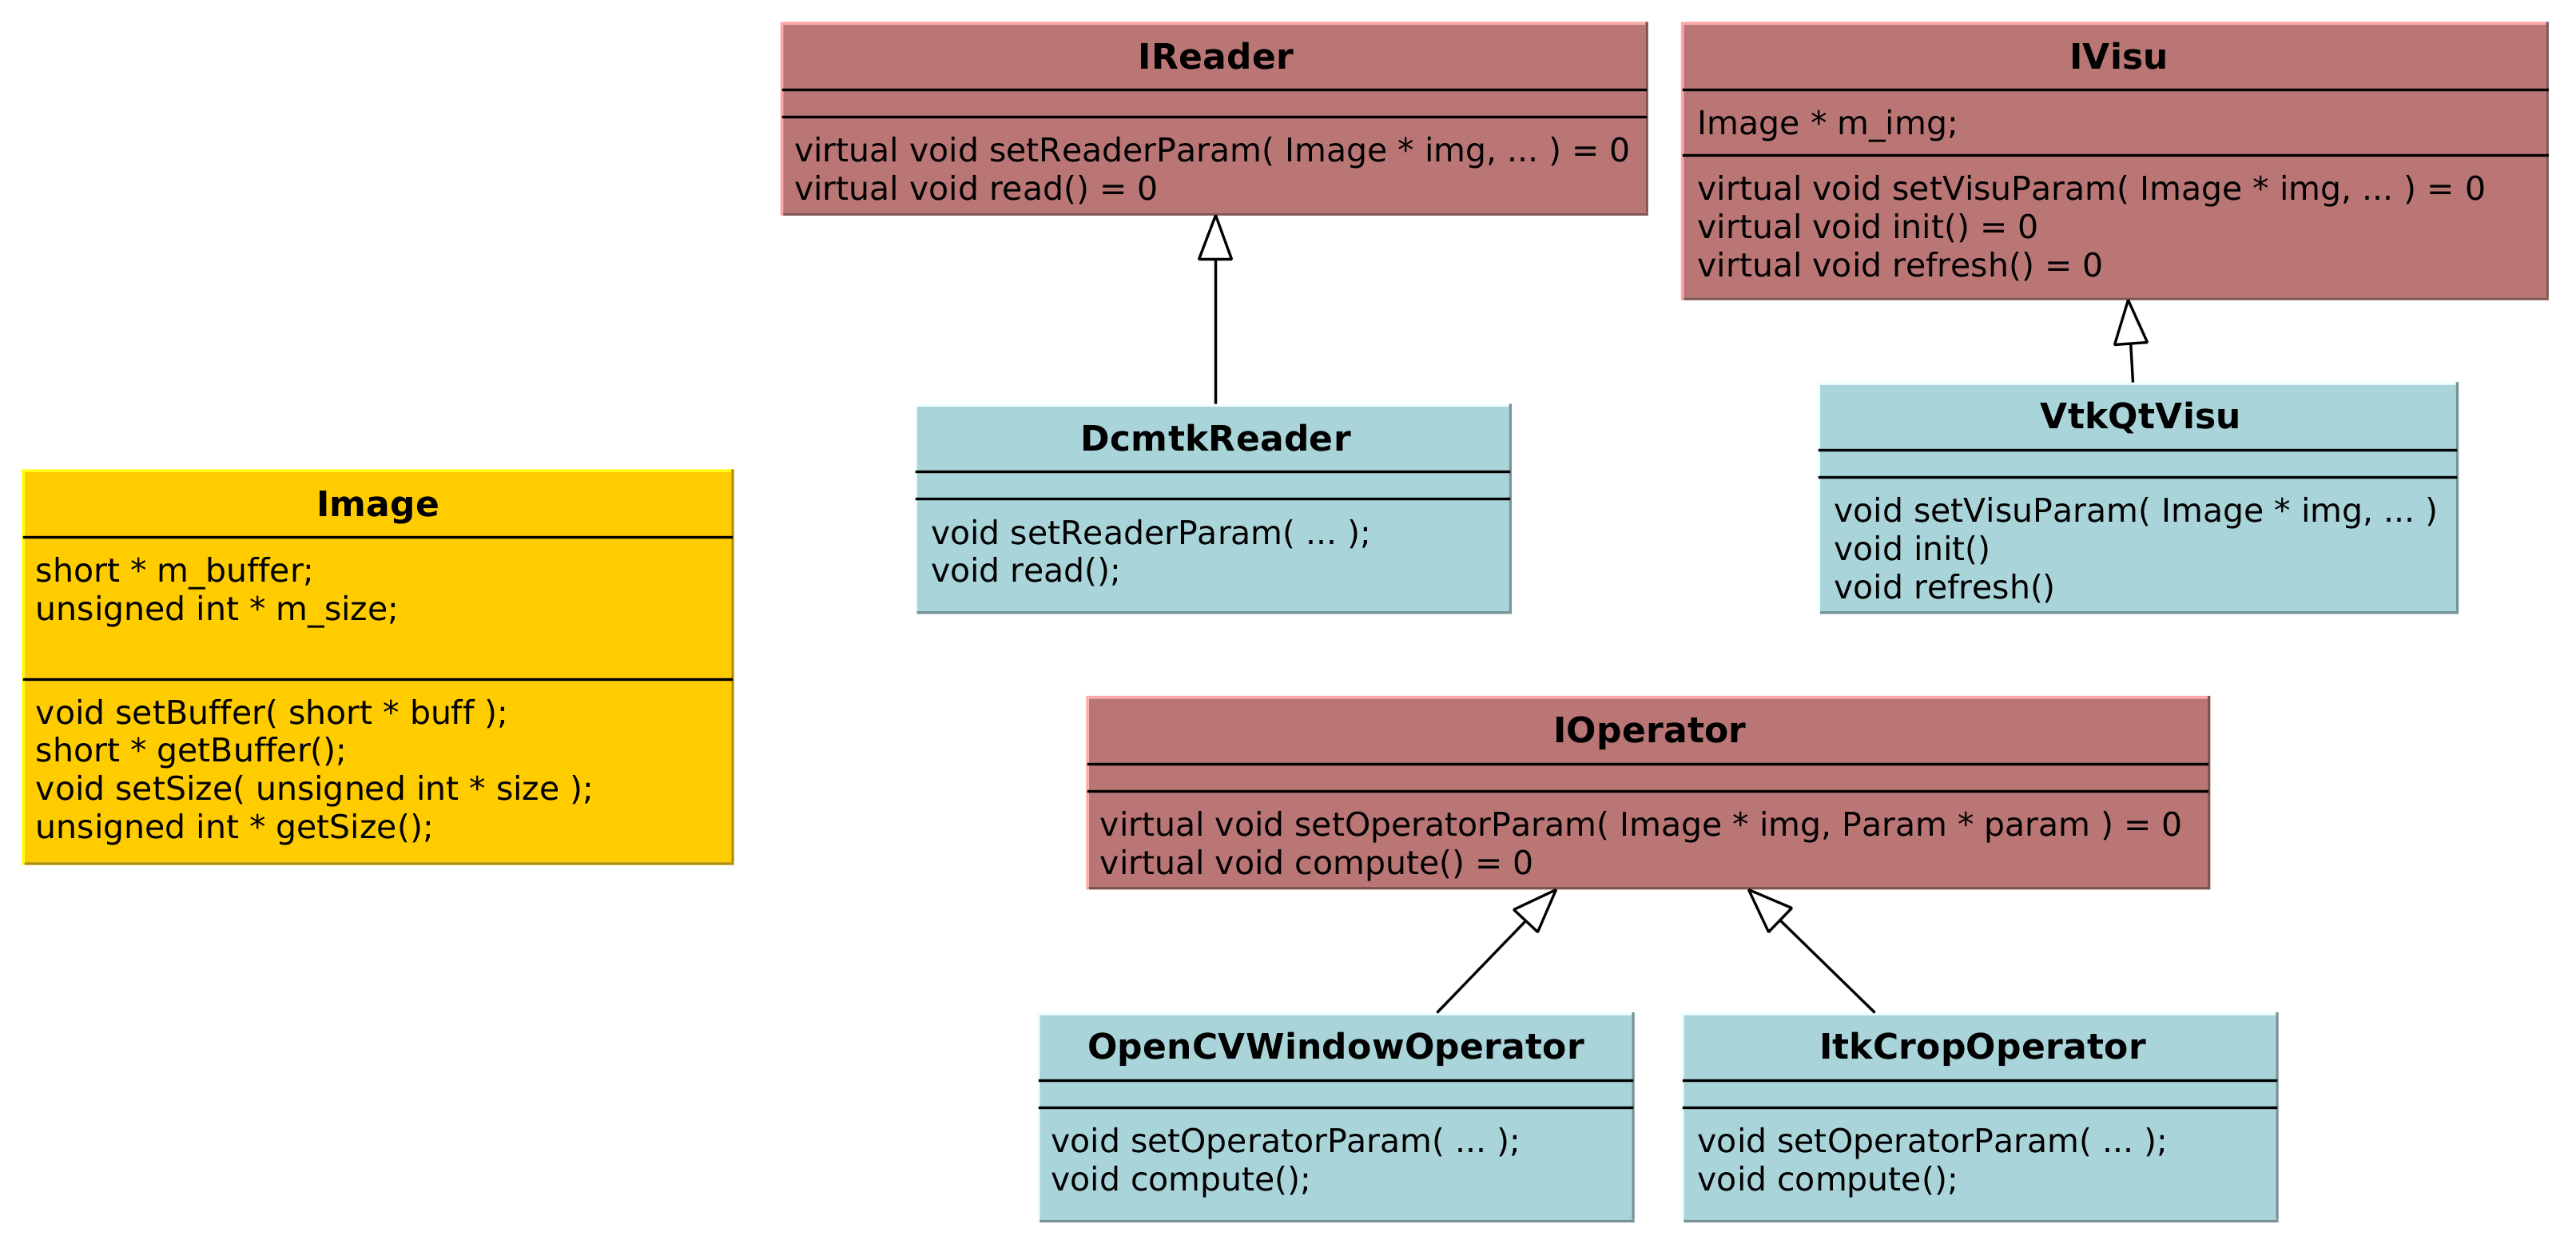 IReader
virtual void setReaderParam( Image * img, ... ) = 0
virtual void read() = 0
IVisu
Image * m_img;
virtual void setVisuParam( Image * img, ... ) = 0
virtual void init() = 0
virtual void refresh() = 0
DcmtkReader
void setReaderParam( ... );
void read();
VtkQtVisu
void setVisuParam( Image * img, ... )
void init()
void refresh()
Image
short * m_buffer;
unsigned int * m_size;
void setBuffer( short * buff );
short * getBuffer();
void setSize( unsigned int * size );
unsigned int * getSize();
IOperator
virtual void setOperatorParam( Image * img, Param * param ) = 0
virtual void compute() = 0
OpenCVWindowOperator
void setOperatorParam( ... );
void compute();
ItkCropOperator
void setOperatorParam( ... );
void compute();